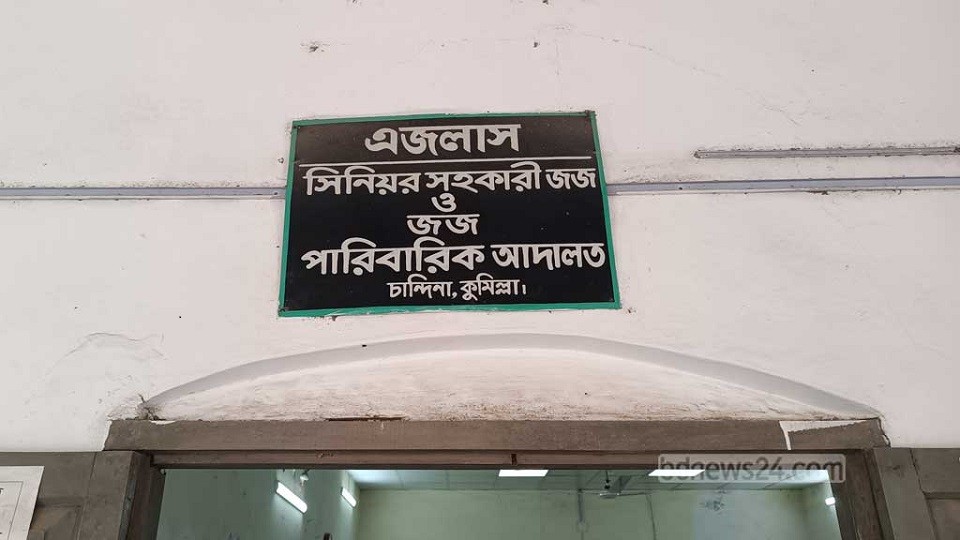 এজলাস
সিনিয়র সহকারী জজ
ও
জজ
পারিবারিক আদালত
চান্দিনা, কুমিল্লা।
bdnews24.com